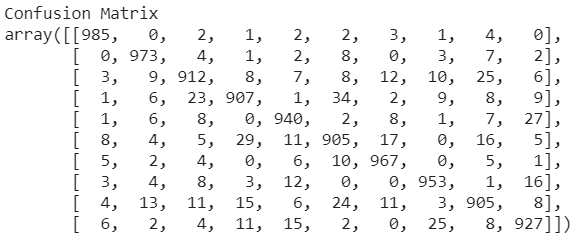 Confusion Matrix
array([[985, 0, 2, 1, 2, 2, 3, 1, 4, 0],
[ 0, 973, 4, 1, 2, 8, 0, 3, 7, 2],
[ 3, 9, 912, 8, 7, 8, 12, 10, 25, 6],
[ 1, 6, 23, 907, 1, 34, 2, 9, 8, 9],
[ 1, 6, 8, 0, 940, 2, 8, 1, 7, 27],
[ 8, 4, 5, 29, 11, 905, 17, 0, 16, 5],
[ 5, 2, 4, 0, 6, 10, 967, 0, 5, 1],
[ 3, 4, 8, 3, 12, 0, 0, 953, 1, 16],
[ 4, 13, 11, 15, 6, 24, 11, 3, 905, 8],
[ 6, 2, 4, 11, 15, 2, 0, 25, 8, 927]])